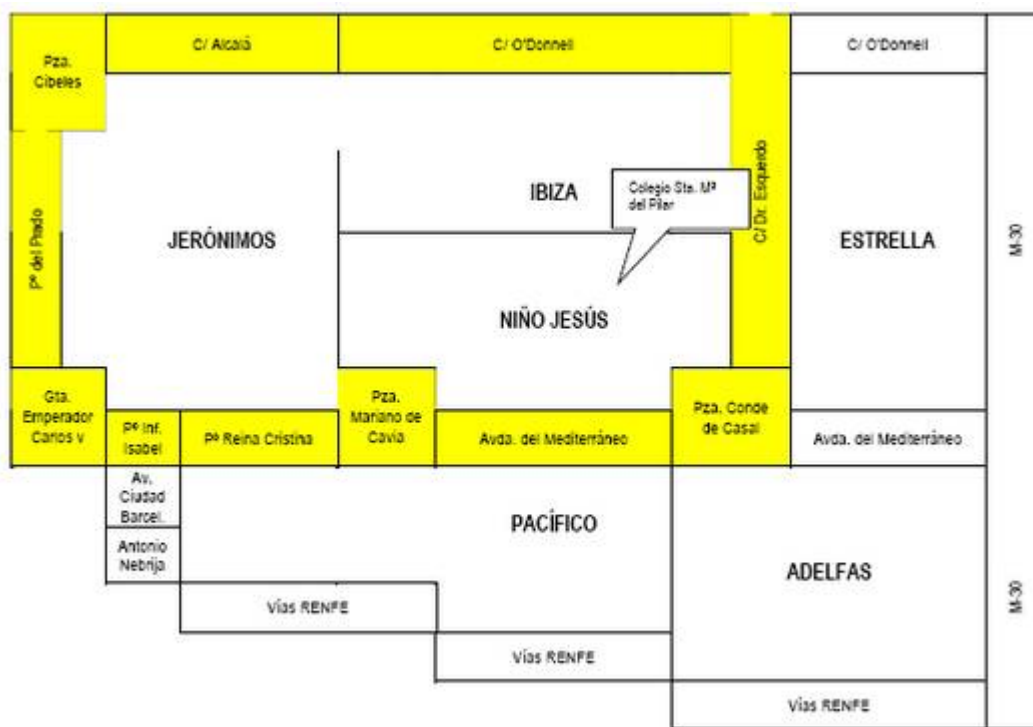 Pza.
Cibeles
C/ Alcalá
C/ O'Donnell
C/ O'Donnell
Pº del Prado
JERÓNIMOS
IBIZA
Colegio Sta. Mª
del Pilar
C/ Dr. Esquerdo
ESTRELLA
M-30
NIÑO JESÚS
Gta.
Emperador
Carlos v
Pº Inf.
Isabel
Pº Reina Cristina
Pza.
Mariano de
Cavia
Avda. del Mediterráneo
Pza. Conde
de Casal
Avda. del Mediterráneo
Av.
Ciudad
Barcel.
Antonio
Nebrija
PACÍFICO
ADELFAS
M-30
Vías RENFE
Vías RENFE
Vías RENFE